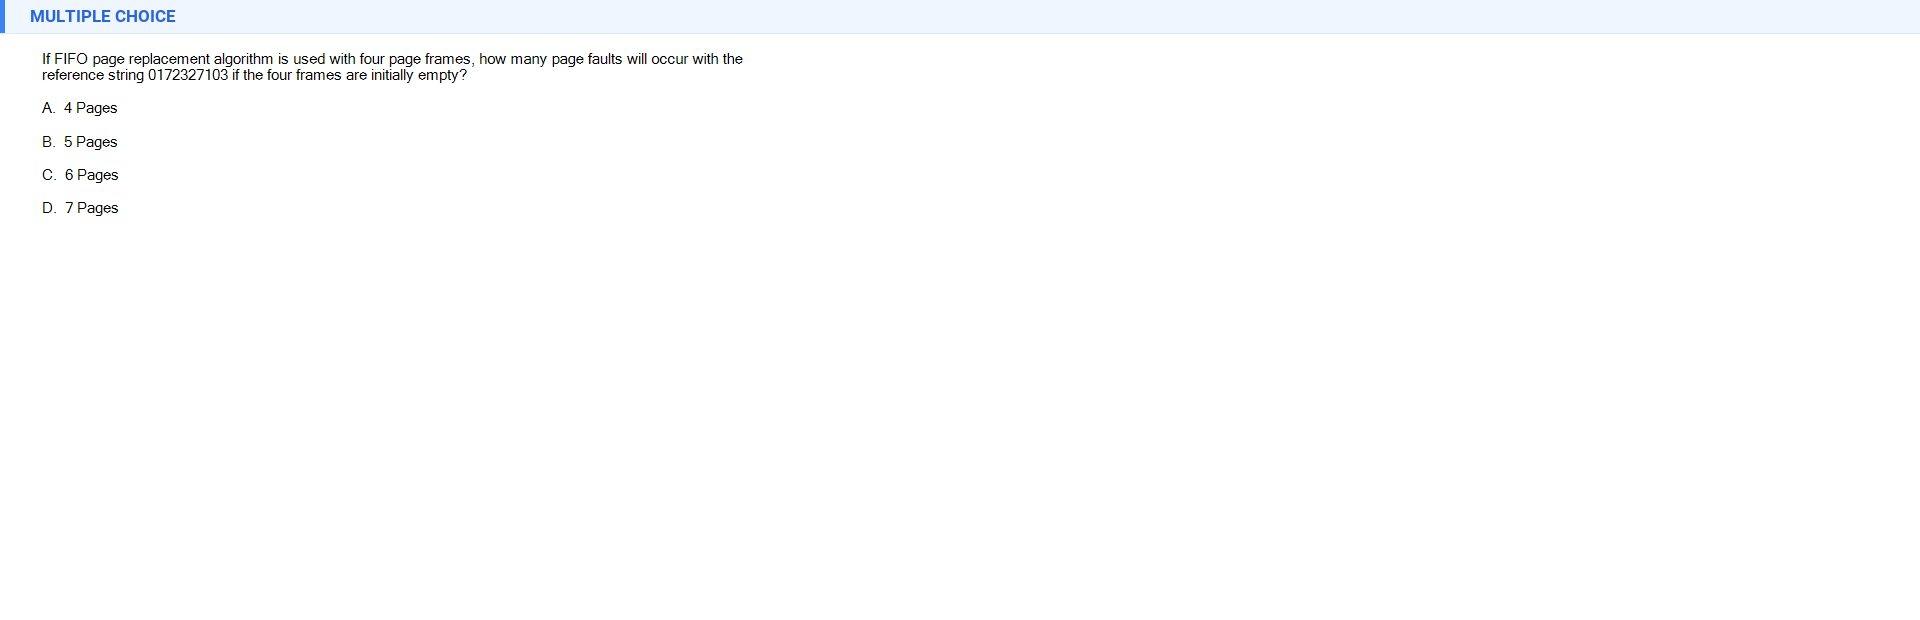 MULTIPLE CHOICE
If FIFO page replacement algorithm is used with four page frames, how many page faults will occur with the
reference string 0172327103 if the four frames are initially empty?
A. 4 Pages
B. 5 Pages
C. 6 Pages
D. 7 Pages